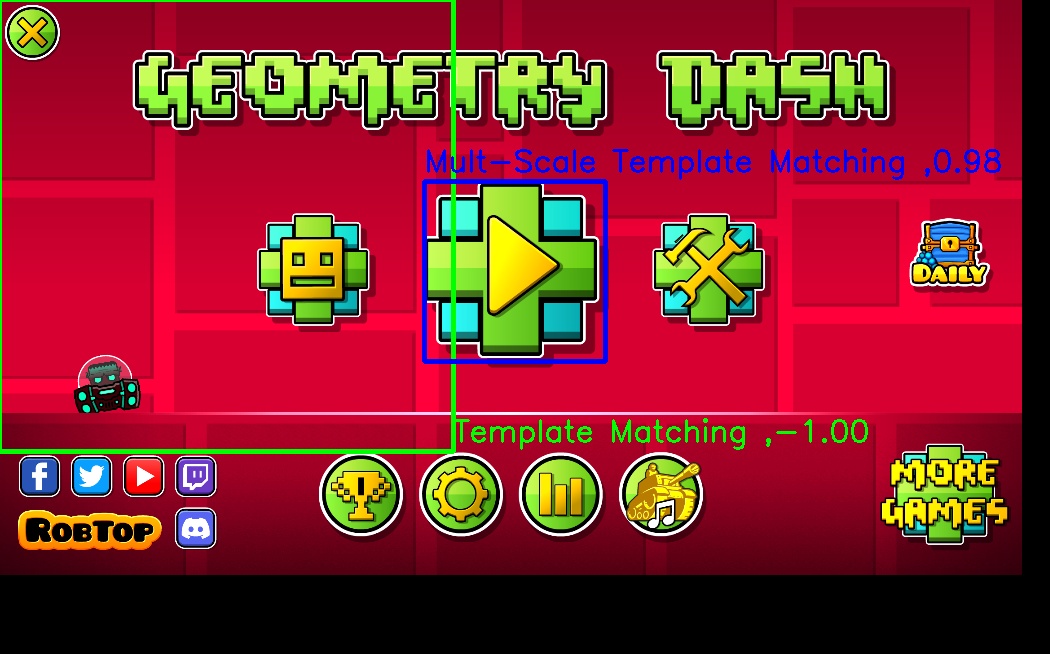 GEOMETRY DASH
Mult-Scale Template Matching ,0.98
DAILY
Template Matching ,-1.00
MORE
GAMES
f
ROBTOP